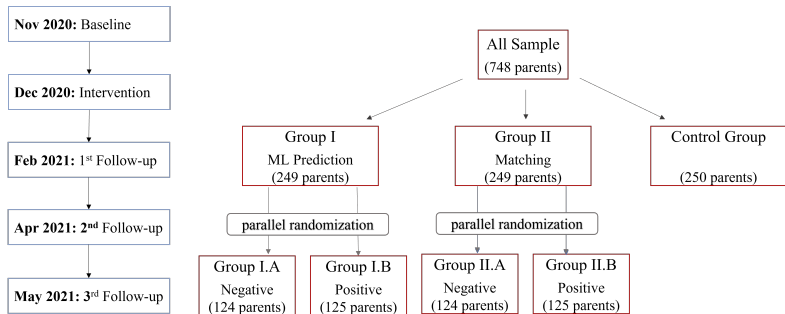 Nov 2020: Baseline
Dec 2020: Intervention
Feb 2021: 1st Follow-up
Apr 2021: 2nd Follow-up
May 2021: 3rd Follow-up
All Sample
(748 parents)
Group I
ML Prediction
(249 parents)
Group II
Matching
(249 parents)
Control Group
(250 parents)
parallel randomization
parallel randomization
Group I.A
Negative
(124 parents)
Group I.B
Positive
(125 parents)
Group II.A
Negative
(124 parents)
Group II.B
Positive
(125 parents)